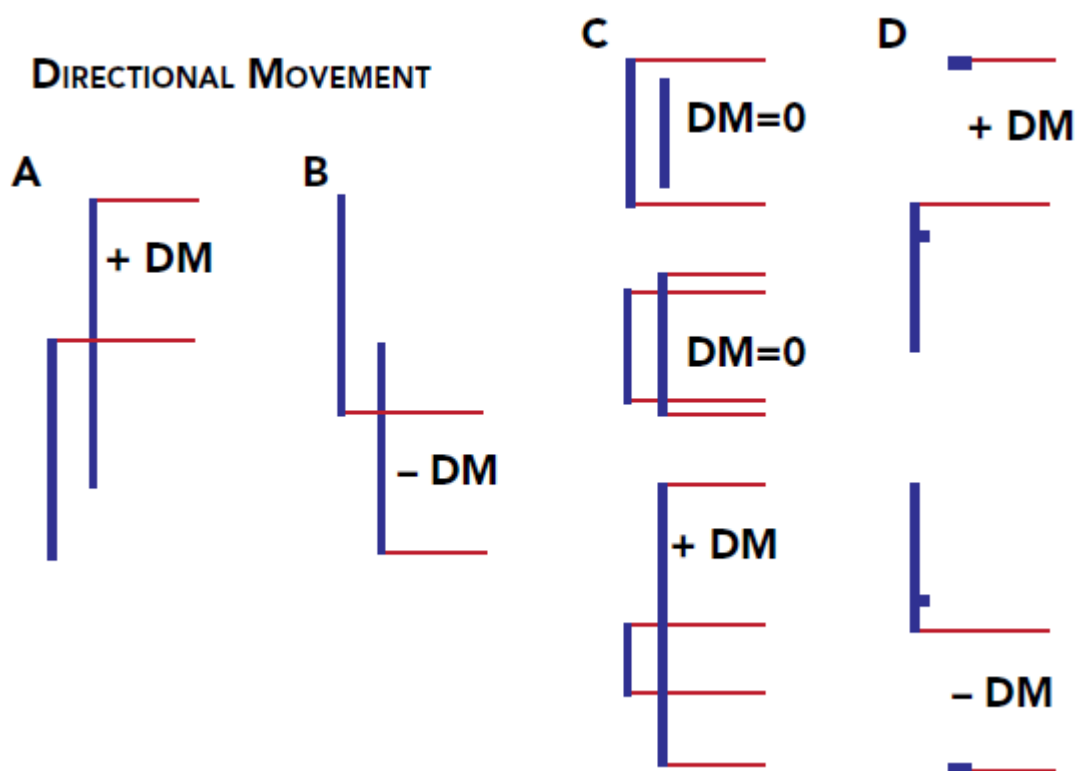 DIRECTIONAL MOVEMENT
A
+ DM
B
– DM
C
DM=0
DM=0
+ DM
D
+ DM
– DM